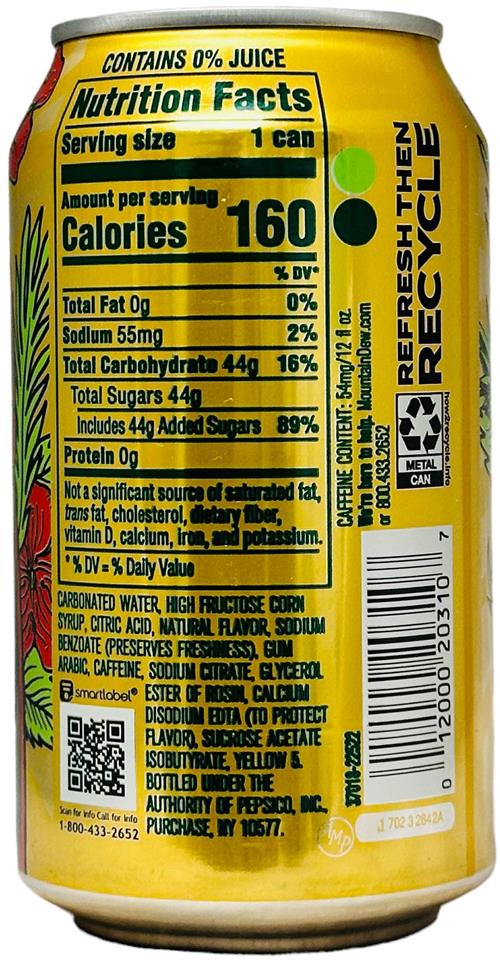 CONTAINS 0% JUICE
Nutrition Facts
Serving size 1 can
Amount per serving
Calories 160
% DV*
Total Fat 0g 0%
Sodium 55mg 2%
Total Carbohydrate 44g 16%
Total Sugars 44g
Includes 44g Added Sugars 89%
Protein 0g
Not a significant source of saturated fat,
trans fat, cholesterol, dietary fiber,
vitamin D, calcium, iron, and potassium.
* % DV = % Daily Value
CARBONATED WATER, HIGH FRUCTOSE CORN
SYRUP, CITRIC ACID, NATURAL FLAVOR, SODIUM
BENZOATE (PRESERVES FRESHNESS), GUM
ARABIC, CAFFEINE, SODIUM CITRATE, GLYCEROL
ESTER OF ROSIN, CALCIUM
DISODIUM EDTA (TO PROTECT
FLAVOR), SUCROSE ACETATE
ISOBUTYRATE, YELLOW 5.
BOTTLED UNDER THE
AUTHORITY OF PEPSICO, INC.,
PURCHASE, NY 10577.
smartlabel®
Scan for info Call for info
1-800-433-2652
CAFFEINE CONTENT: 54mg/12 fl oz.
We're here to help. MountainDew.com
or 800.433.2652
REFRESH THEN
RECYCLE
METAL
CAN
how2recycle.info
0 12000 20310 7
37018-22522
IMP
1 702 3 2842A